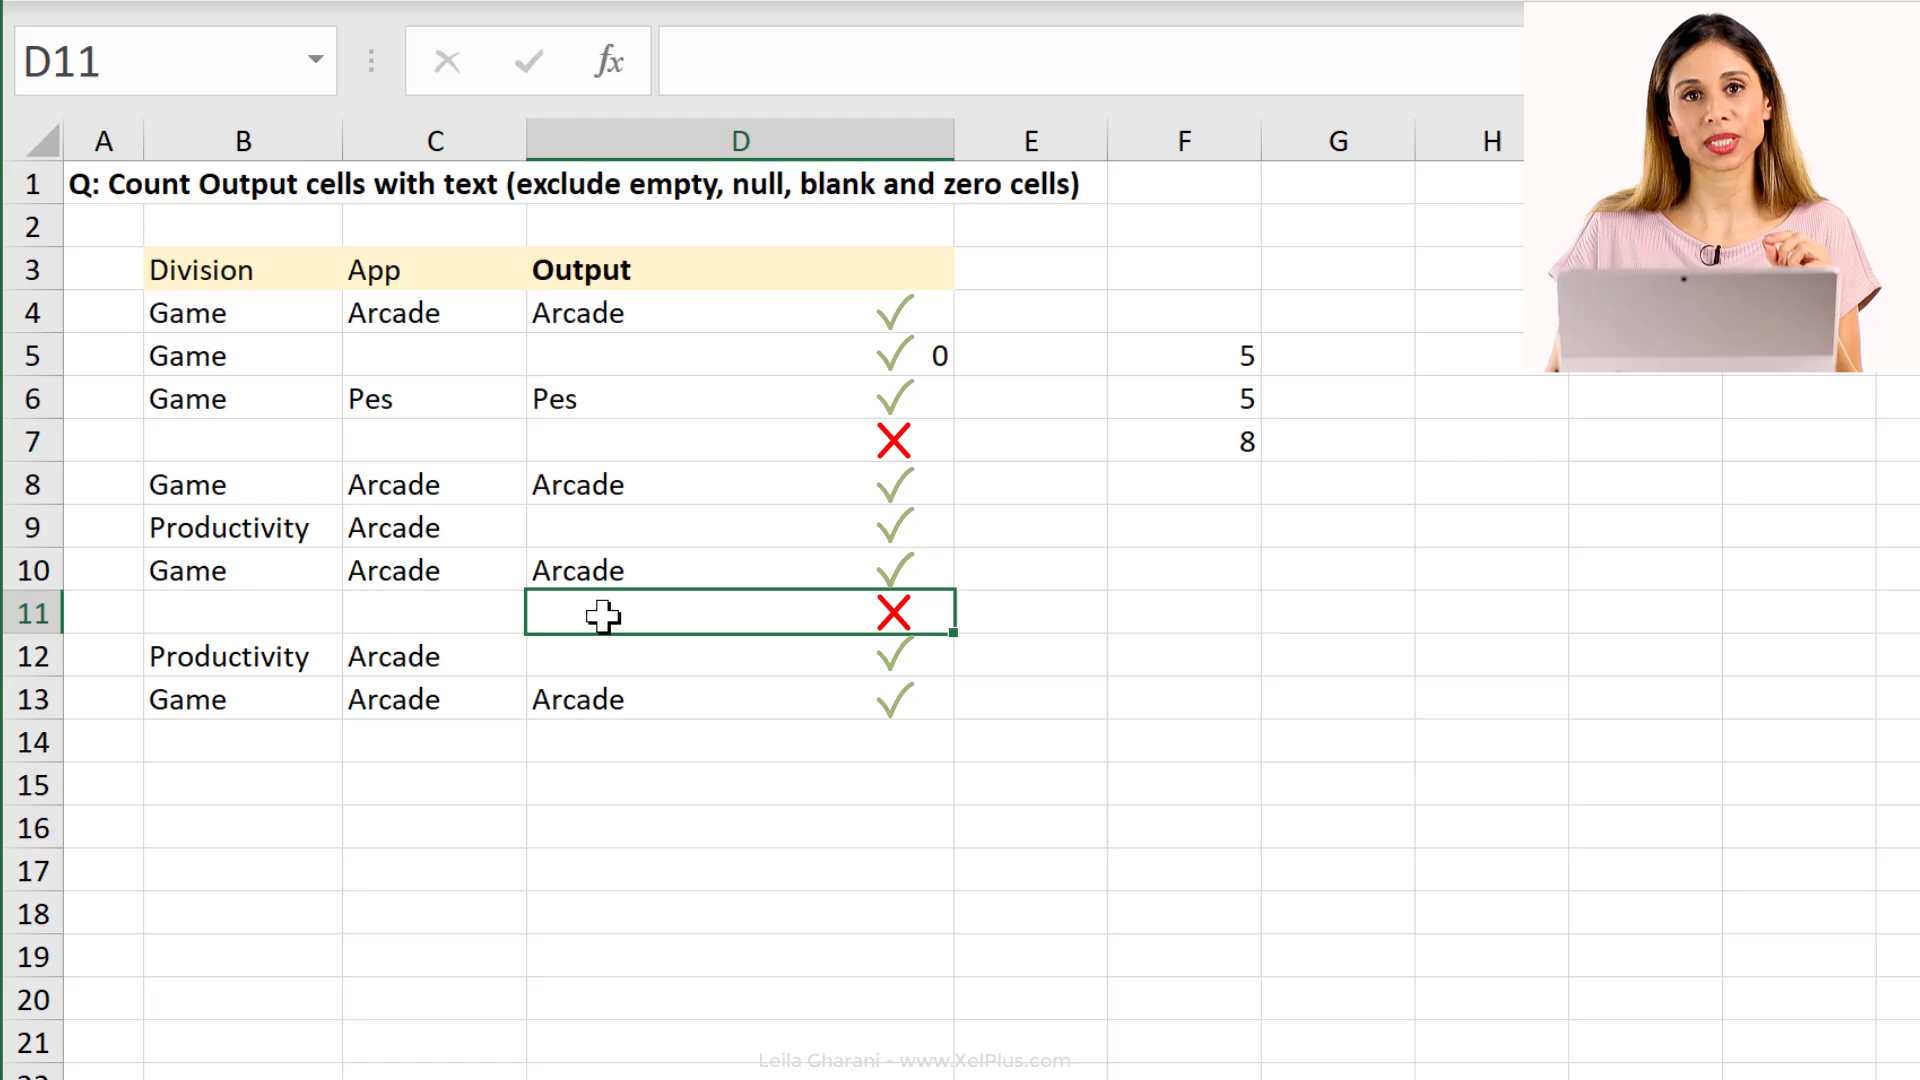 D11
fx
A B C D E F G H
1 Q: Count Output cells with text (exclude empty, null, blank and zero cells)
2
3 Division App Output
4 Game Arcade Arcade
5 Game 0 5
6 Game Pes Pes 5
7 8
8 Game Arcade Arcade
9 Productivity Arcade
10 Game Arcade Arcade
11
12 Productivity Arcade
13 Game Arcade Arcade
14
15
16
17
18
19
20
21
Leila Gharani - www.XelPlus.com